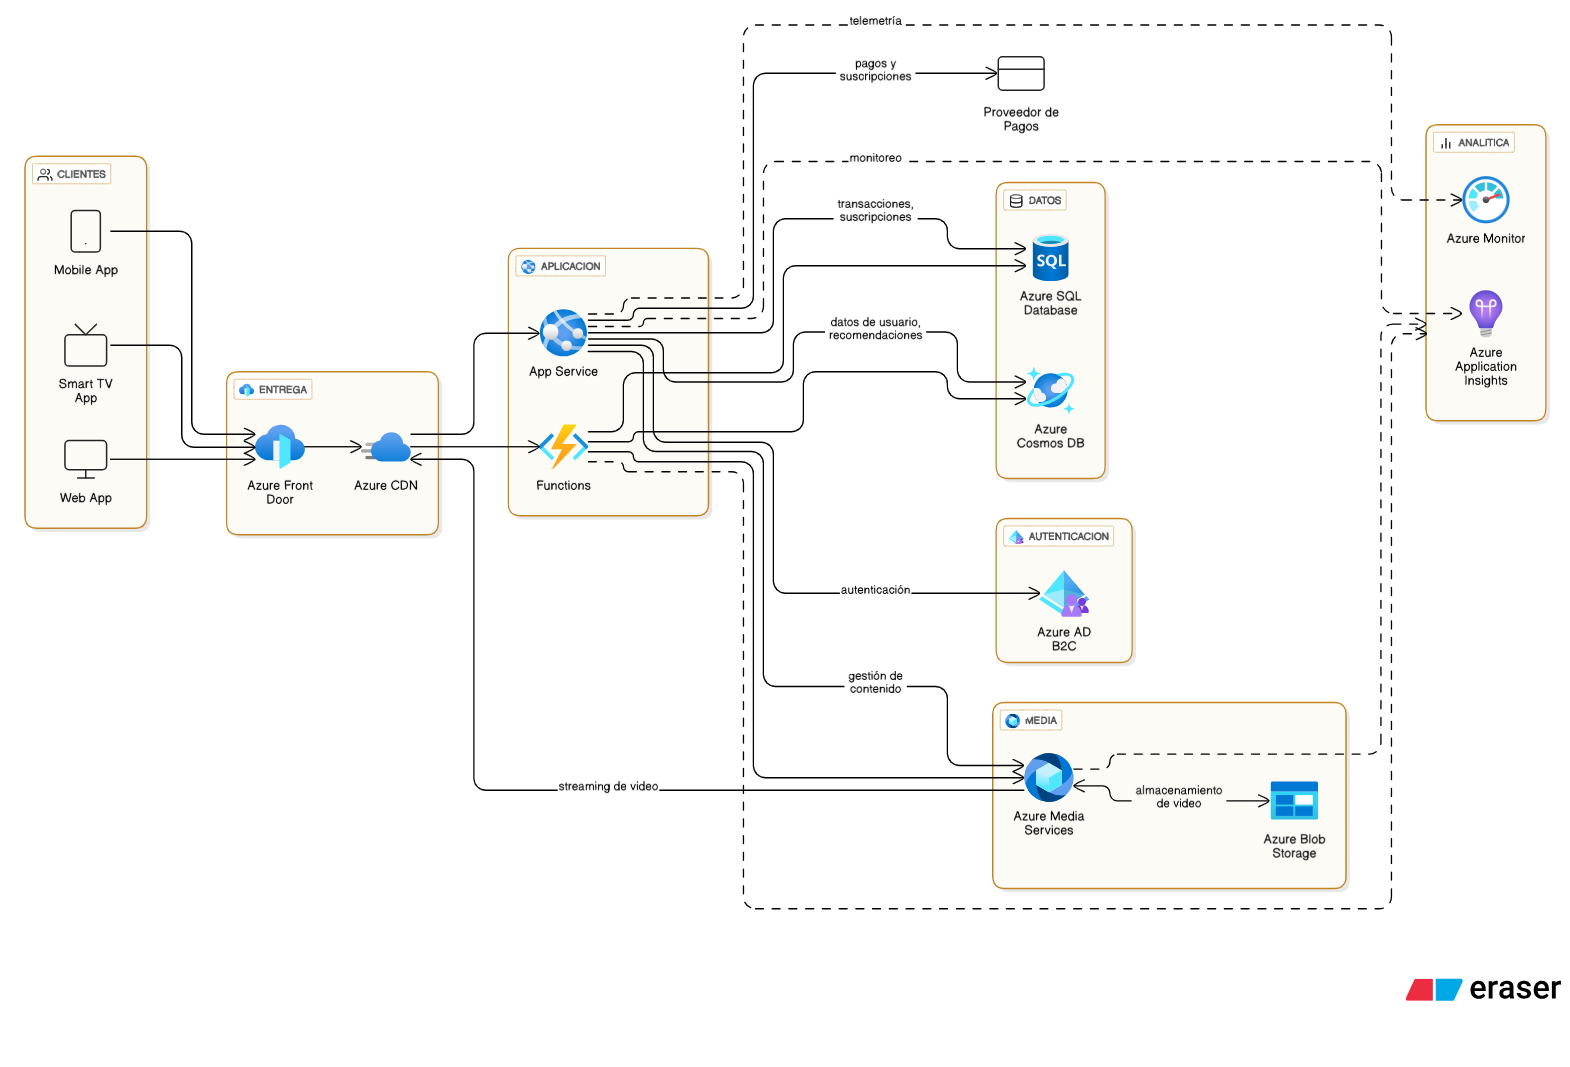 telemetría
pagos y
suscripciones
Proveedor de
Pagos
CLIENTES
Mobile App
Smart TV
App
Web App
ENTREGA
Azure Front
Door
Azure CDN
APLICACION
App Service
Functions
monitoreo
transacciones,
suscripciones
datos de usuario,
recomendaciones
autenticación
gestión de
contenido
streaming de video
DATOS
SQL
Azure SQL
Database
Azure
Cosmos DB
AUTENTICACION
Azure AD
B2C
MEDIA
Azure Media
Services
almacenamiento
de video
Azure Blob
Storage
ANALITICA
Azure Monitor
Azure
Application
Insights
eraser